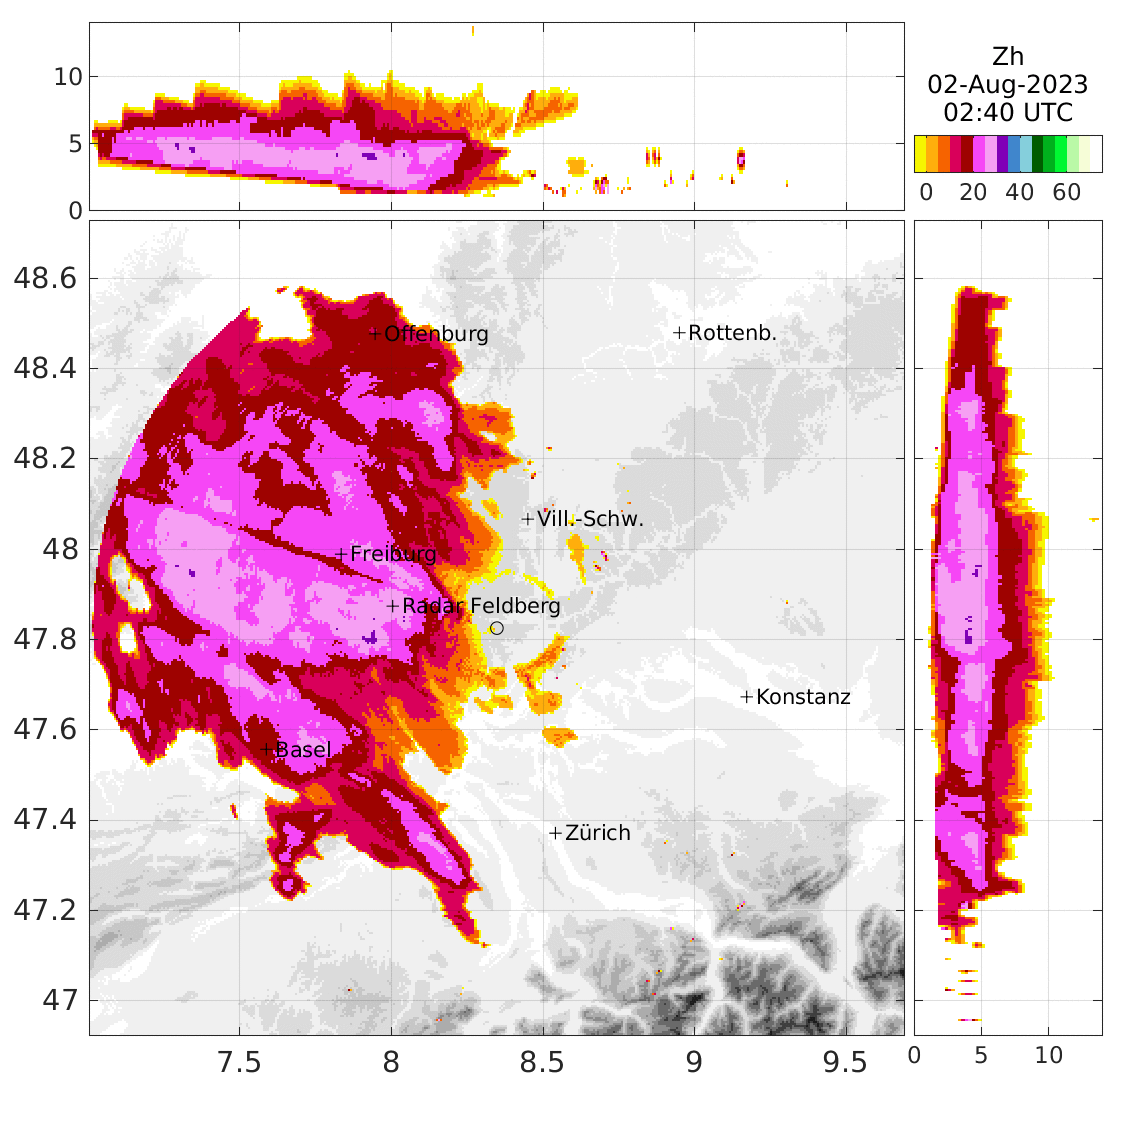 Zh
02-Aug-2023
02:40 UTC
0 20 40 60
10
5
0
48.6
48.4
48.2
48
47.8
47.6
47.4
47.2
47
+Offenburg
+Rottenb.
+Vill.-Schw.
+Freiburg
+Radar Feldberg
+Konstanz
+Basel
+Zürich
7.5 8 8.5 9 9.5
0 5 10